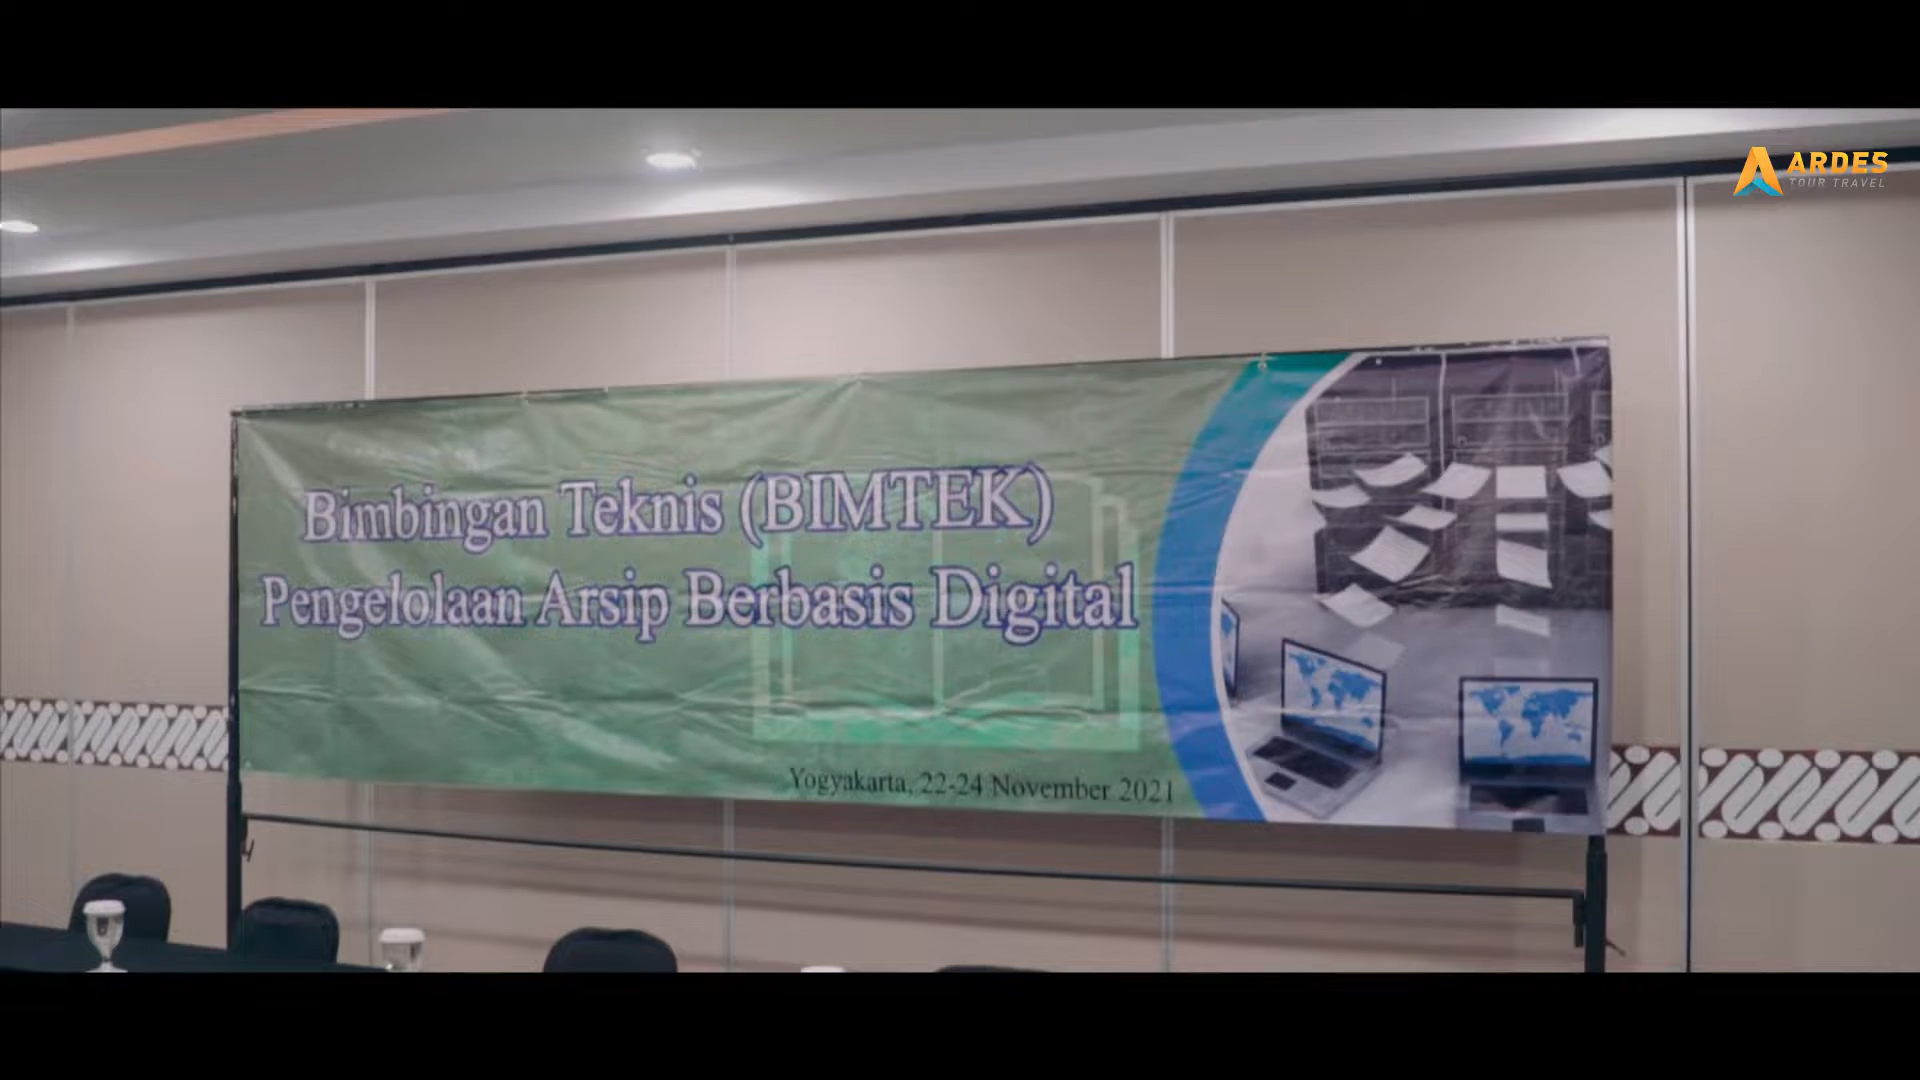 ARDES
TOUR TRAVEL
Bimbingan Teknis (BIMTEK)
Pengelolaan Arsip Berbasis Digital
Yogyakarta, 22-24 November 2021